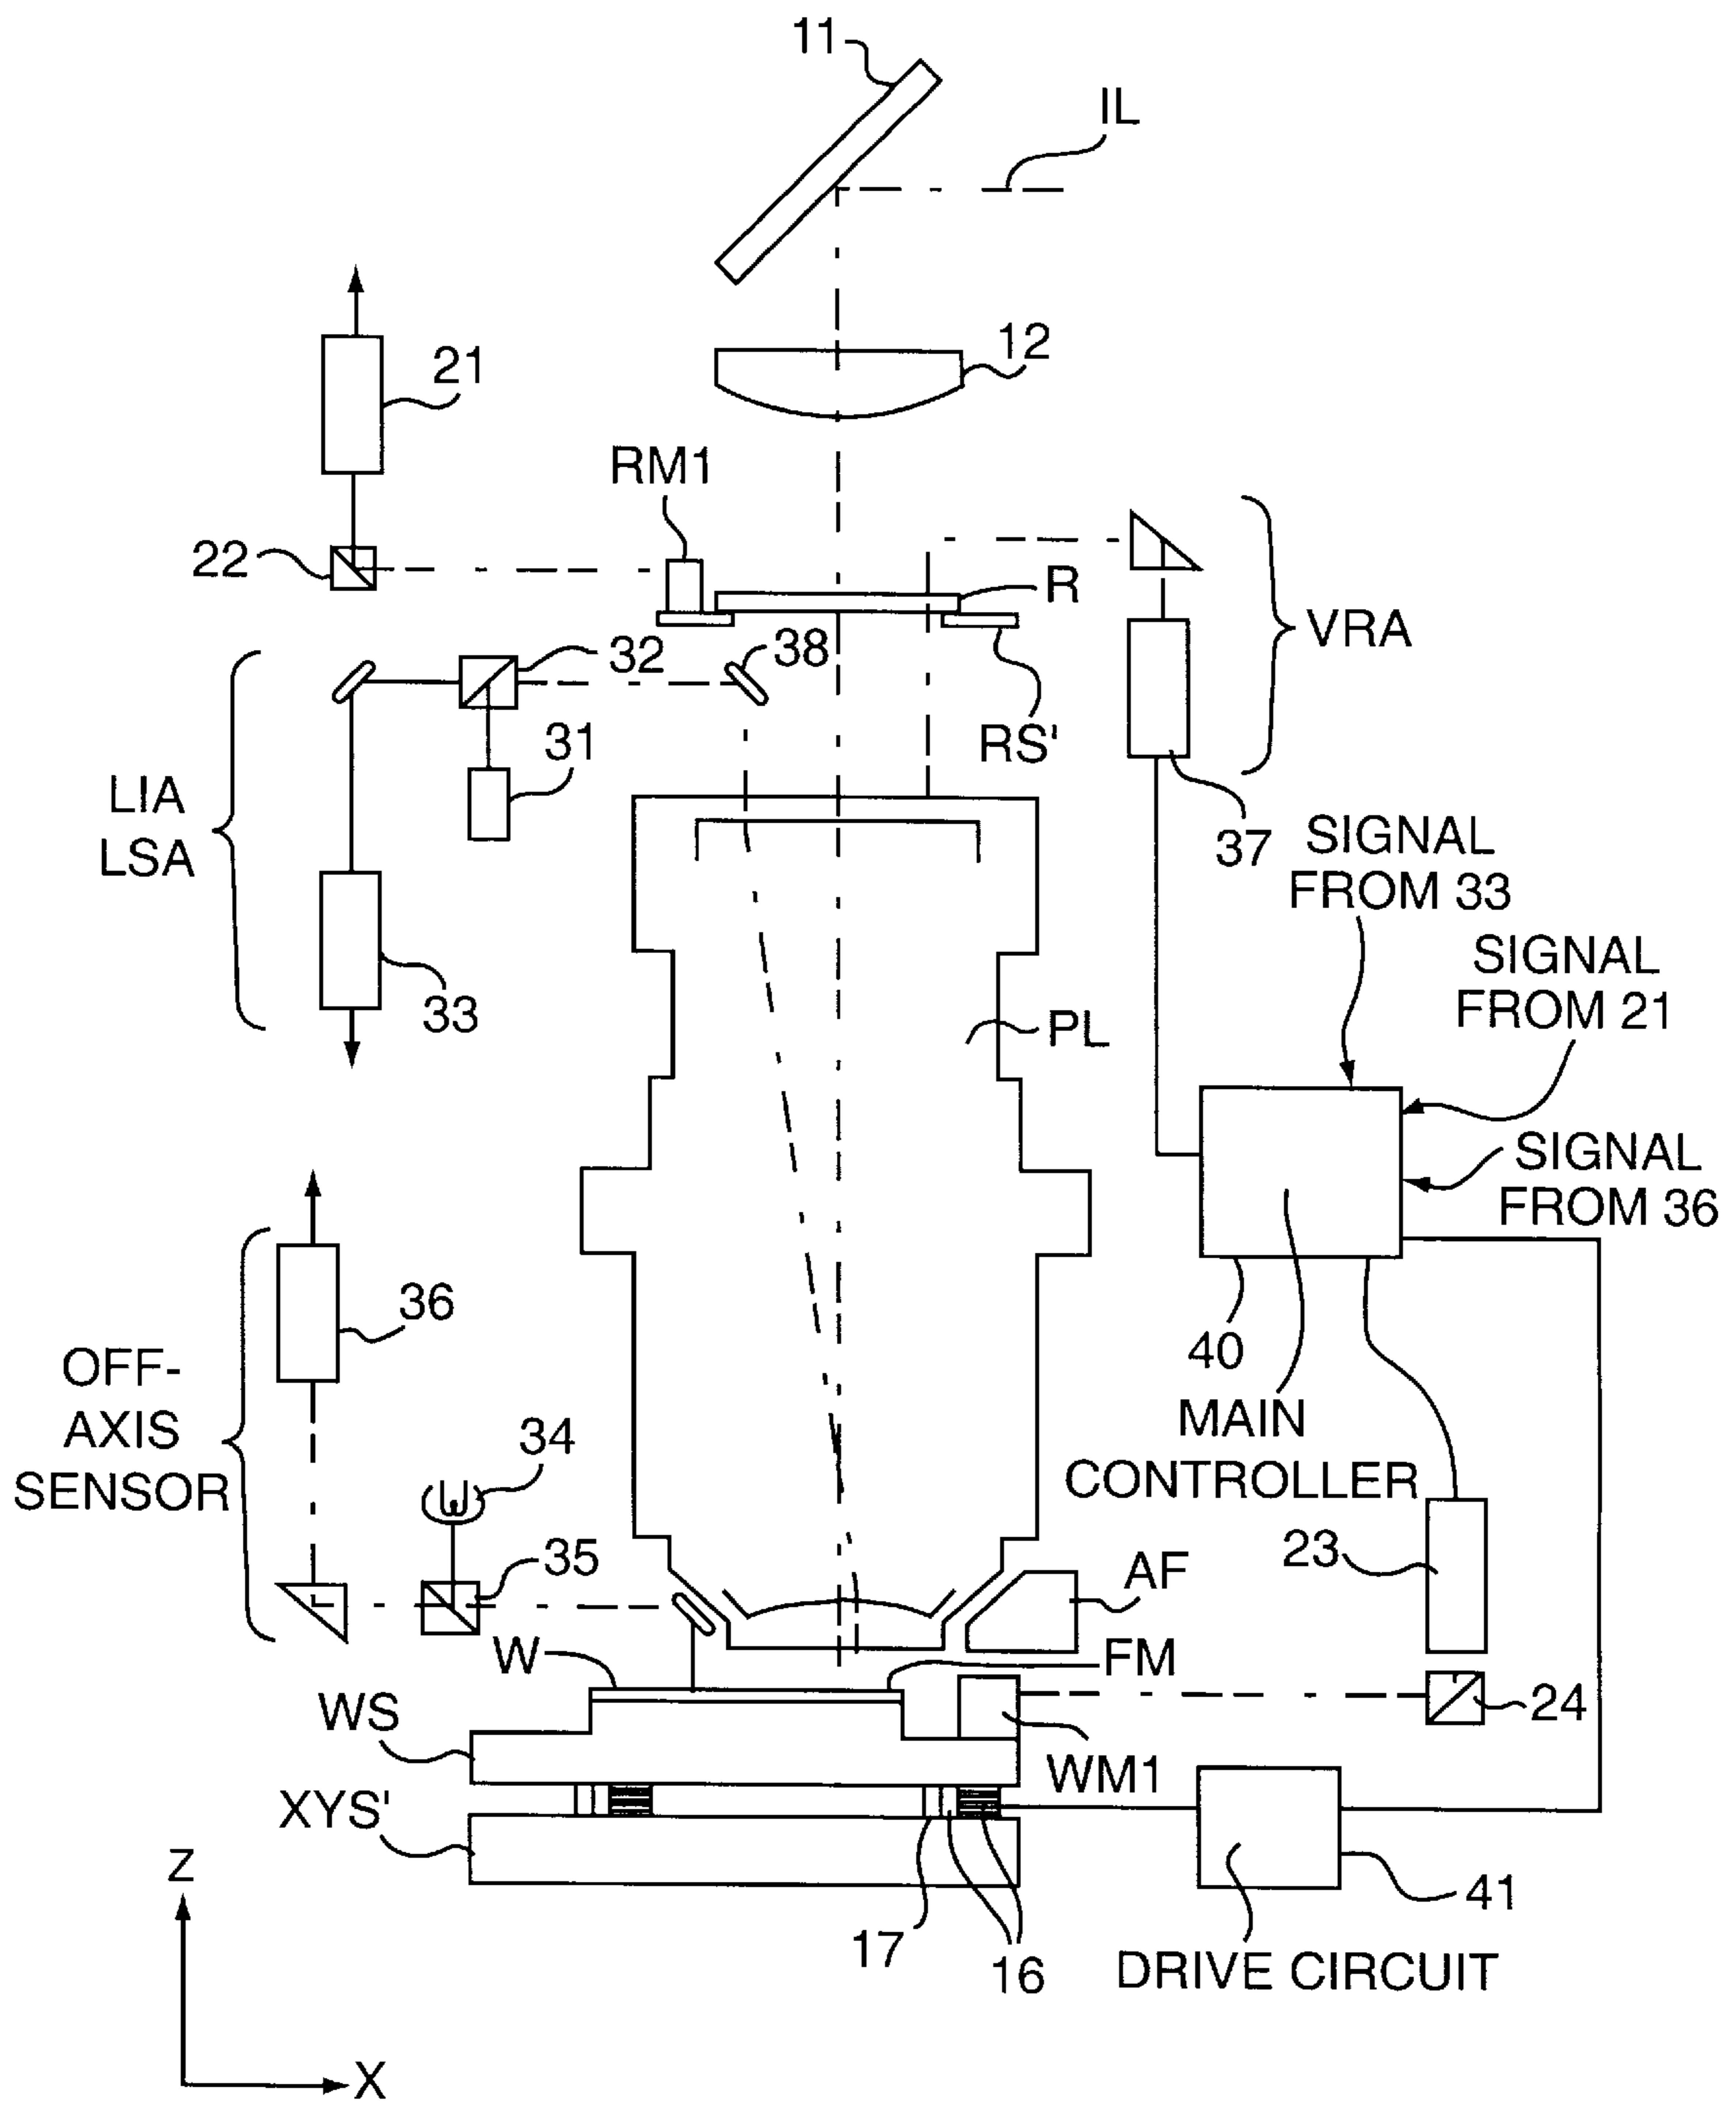 11
IL
12
21
RM1
22
R
VRA
32
38
RS'
31
LIA
LSA
37
33
SIGNAL
FROM 33
SIGNAL
FROM 21
PL
SIGNAL
FROM 36
36
40
OFF-
AXIS
SENSOR
MAIN
CONTROLLER
34
35
23
AF
W
FM
WS
24
WM1
XYS'
Z
41
17
16
DRIVE CIRCUIT
X